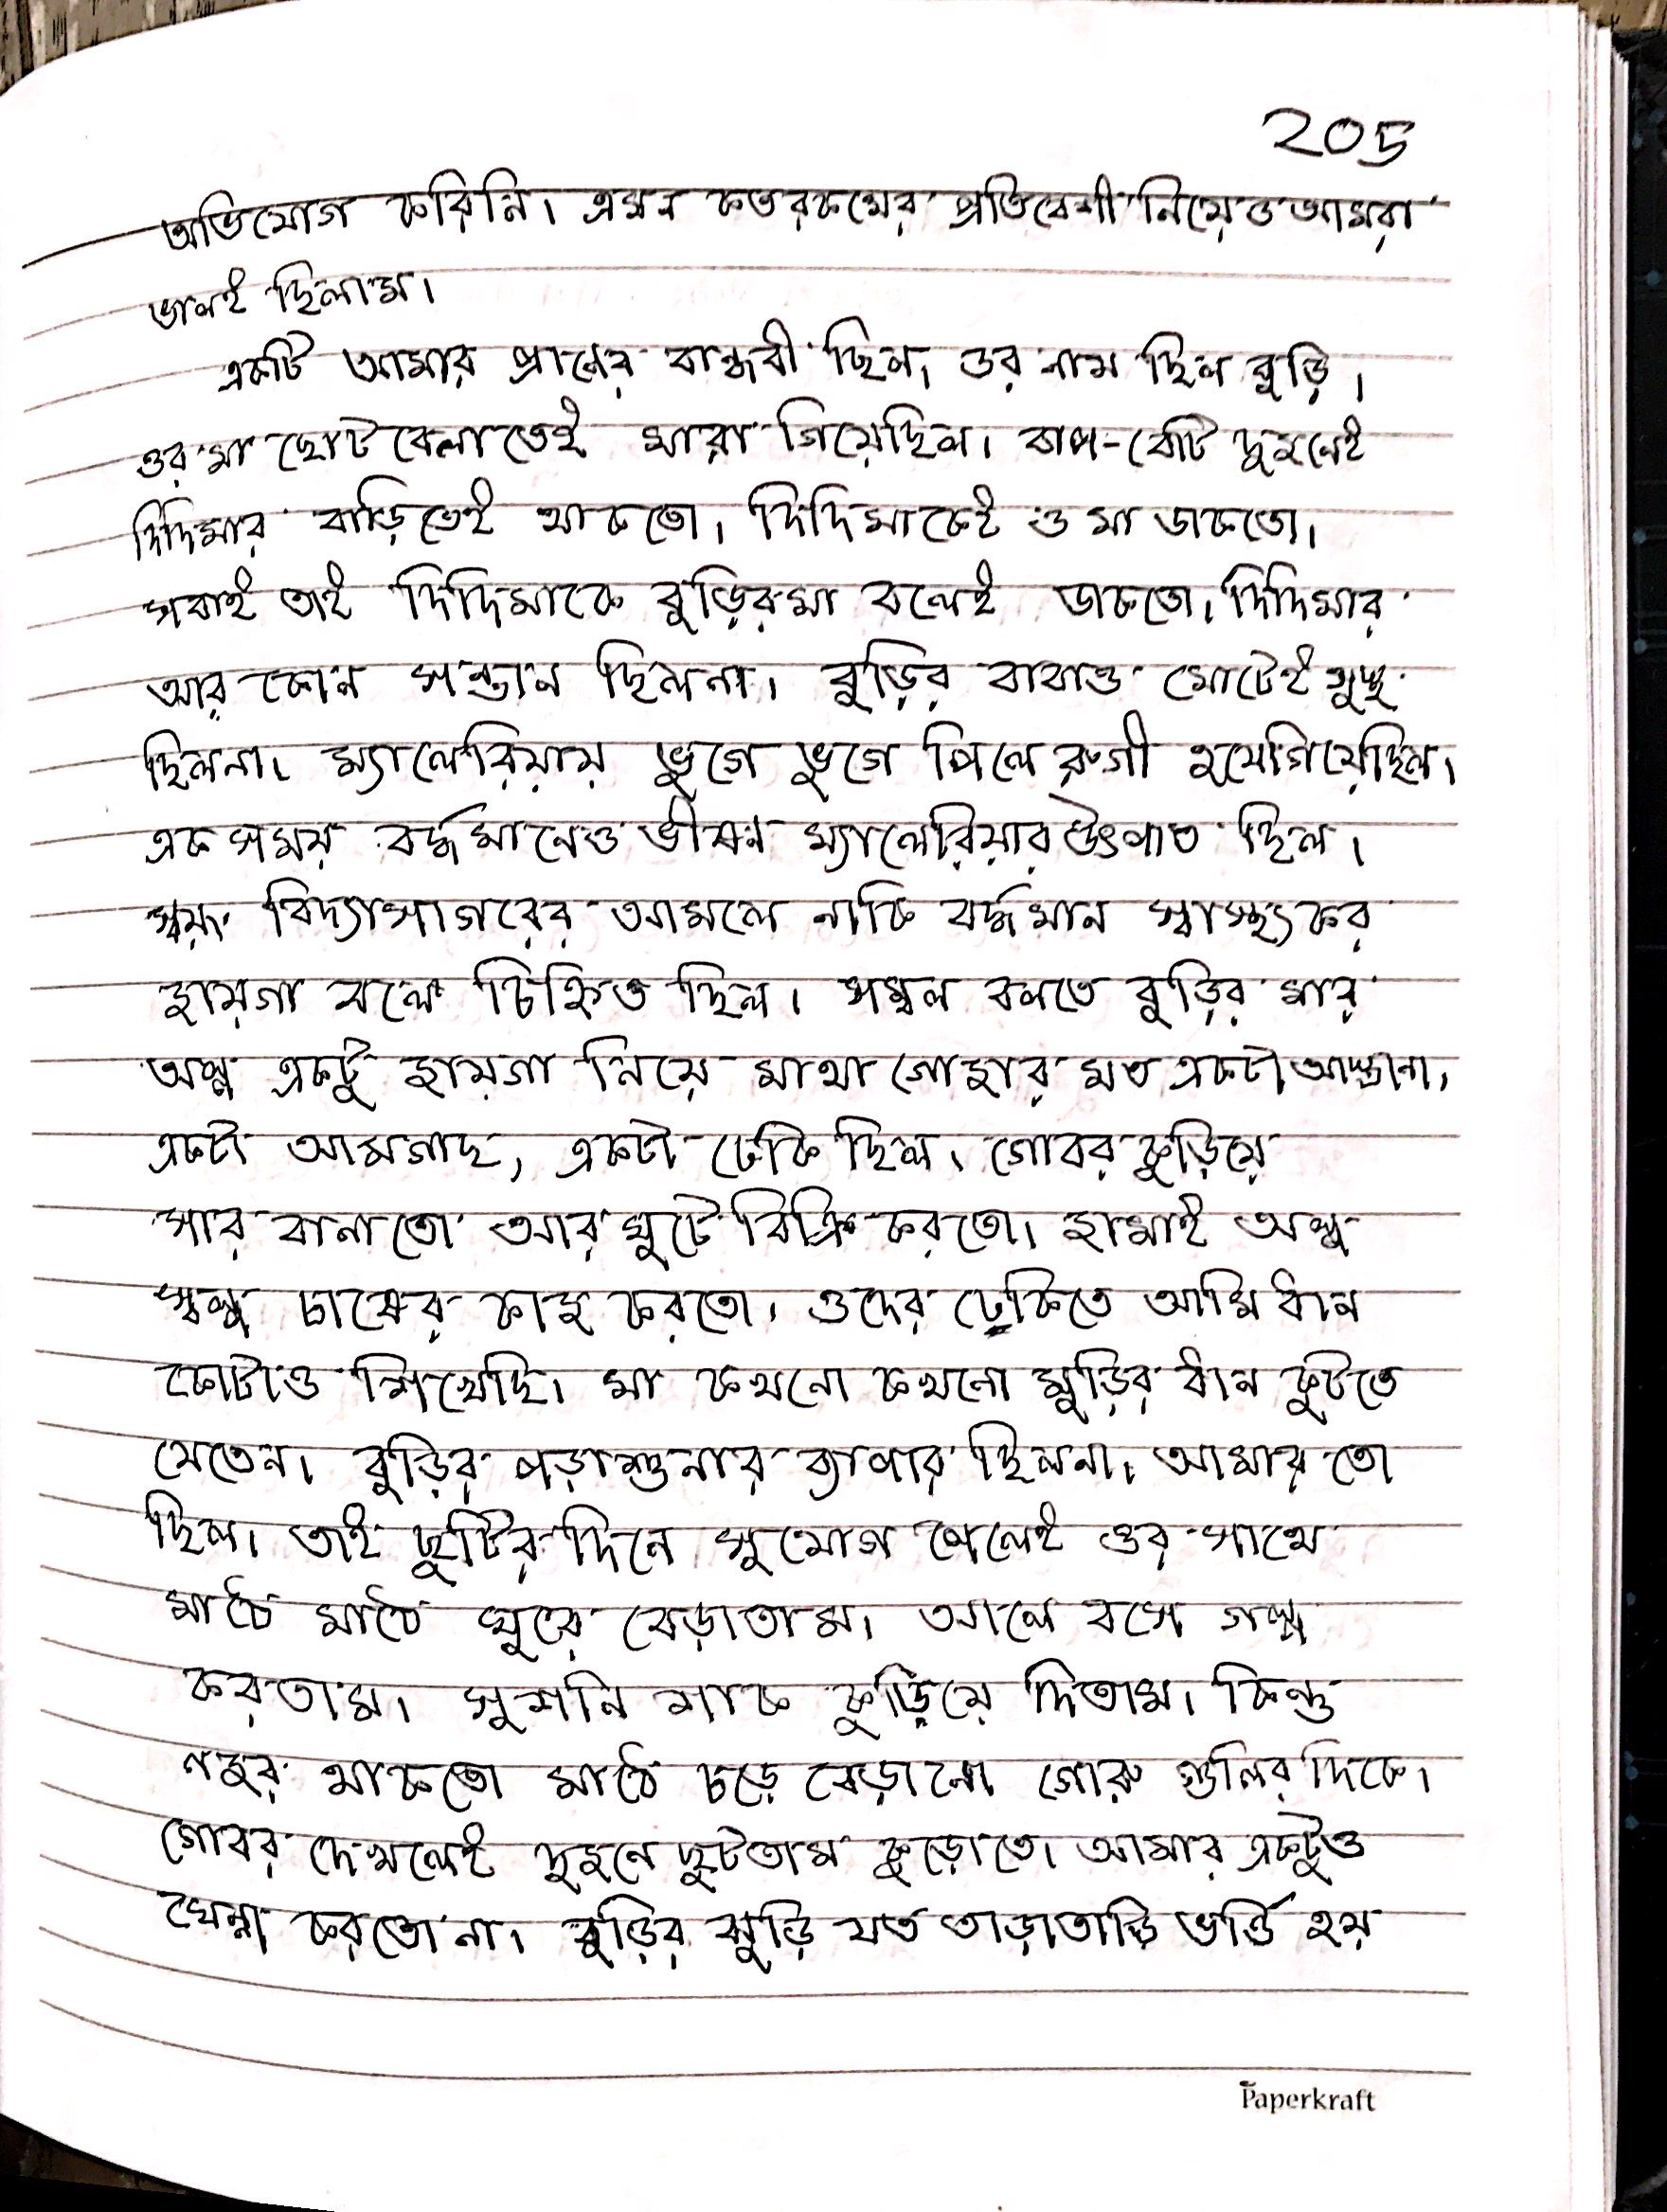 205
অভিযোগ করিনি। এমন কতরকমের প্রতিবেশী নিয়েও আমরা
ভালই ছিলাম।
একটি আমার প্রানের বান্ধবী ছিল, ওর নাম ছিল বুড়ি।
ওর মা ছোট বেলাতেই মারা গিয়েছিল। বাপ-বেটি দুজনেই
দিদিমার বাড়িতেই থাকতো। দিদিমাকেই ও মা ডাকতো।
সবাই তাই দিদিমাকে বুড়িরমা বলেই ডাকতো। দিদিমার
আর কোন সন্তান ছিলনা। বুড়ির বাবাও মোটেই সুস্থ
ছিলনা। ম্যালেরিয়ায় ভুগে ভুগে পিলে রুগী হয়েগিয়েছিল।
এক সময় বর্দ্ধমানেও ভীষন ম্যালেরিয়ার উৎপাত ছিল।
স্বয়ং বিদ্যাসাগরের আমলে নাকি বর্দ্ধমান স্বাস্থ্যকর
জায়গা বলে চিহ্নিত ছিল। সম্বল বলতে বুড়ির মার
অল্প একটু জায়গা নিয়ে মাথা গোজার মত একটা আস্তানা,
একটা আমগাছ, একটা ঢেকি ছিল। গোবর কুড়িয়ে
সার বানাতো আর ঘুটে বিক্রি করতো। জামাই অল্প
স্বল্প চাষের কাজ করতো। ওদের ঢেকিতে আমি ধান
কোটাও শিখেছি। মা কখনো কখনো মুড়ির ধান কুটতে
যেতেন। বুড়ির পড়াশুনার ব্যাপার ছিলনা। আমার তো
ছিল। তাই ছুটির দিনে সুযোগ পেলেই ওর সাথে
মাঠে মাঠে ঘুরে বেড়াতাম। আলে বসে গল্প
করতাম। সুশনি শাক কুড়িয়ে দিতাম। কিন্তু
নজর থাকতো মাঠে চড়ে বেড়ানো গোরু গুলির দিকে।
গোবর দেখলেই দুজনে ছুটতাম কুড়োতে। আমার একটুও
ঘেন্না করতো না। বুড়ির ঝুড়ি যত তাড়াতাড়ি ভর্ত্তি হয়
Paperkraft